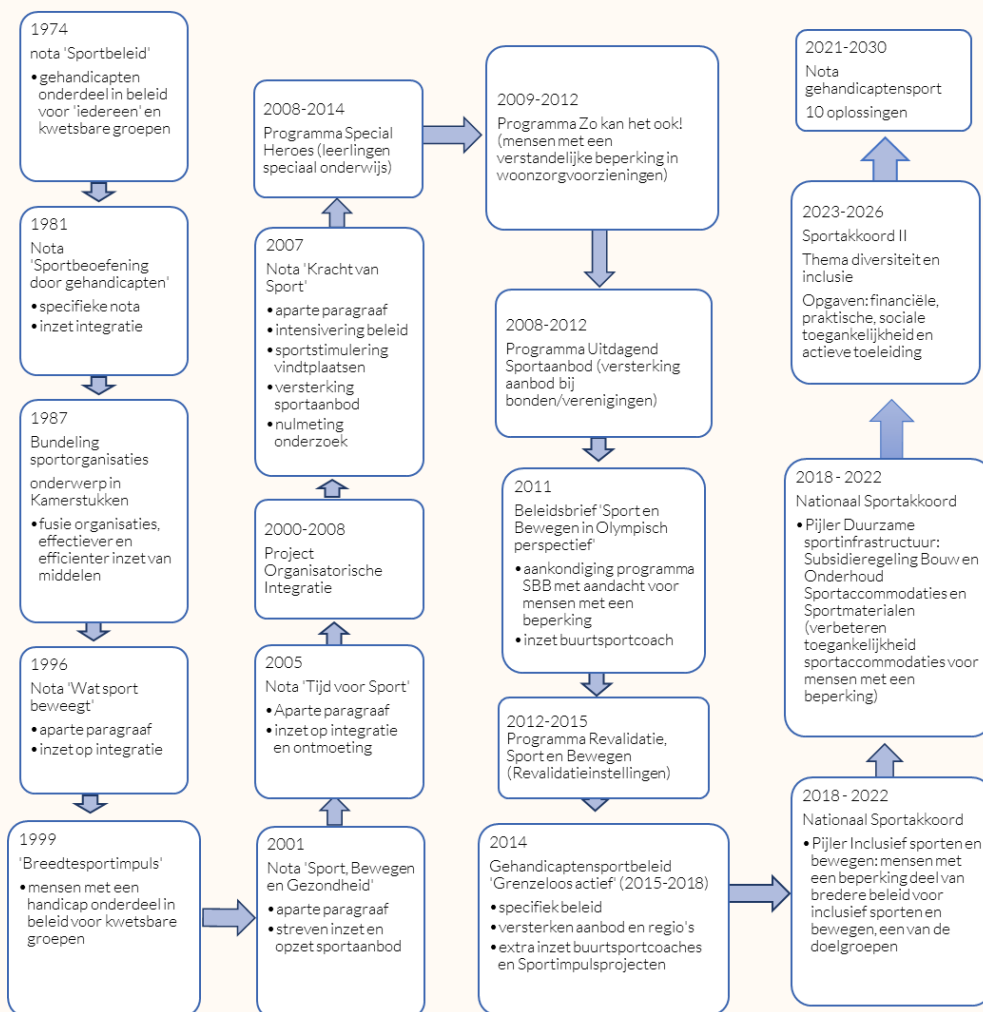 1974
nota 'Sportbeleid'
• gehandicapten
onderdeel in beleid
voor 'iedereen' en
kwetsbare groepen
1981
Nota
'Sportbeoefening
door gehandicapten'
• specifieke nota
• inzet integratie
1987
Bundeling
sportorganisaties
onderwerp in
Kamerstukken
• fusie organisaties,
effectiever en
efficienter inzet van
middelen
1996
Nota 'Wat sport
beweegt'
• aparte paragraaf
• inzet op integratie
1999
'Breedtesportimpuls'
• mensen met een
handicap onderdeel in
beleid voor kwetsbare
groepen
2001
Nota 'Sport, Bewegen
en Gezondheid'
• aparte paragraaf
• streven inzet en
opzet sportaanbod
2005
Nota 'Tijd voor Sport'
• Aparte paragraaf
• inzet op integratie
en ontmoeting
2000-2008
Project
Organisatorische
Integratie
2007
Nota 'Kracht van
Sport'
• aparte paragraaf
• intensivering beleid
• sportstimulering
vindtplaatsen
• versterking
sportaanbod
• nulmeting
onderzoek
2008-2014
Programma Special
Heroes (leerlingen
speciaal onderwijs)
2009-2012
Programma Zo kan het ook!
(mensen met een
verstandelijke beperking in
woonzorgvoorzieningen)
2008-2012
Programma Uitdagend
Sportaanbod (versterking
aanbod bij
bonden/verenigingen)
2011
Beleidsbrief 'Sport en
Bewegen in Olympisch
perspectief'
• aankondiging programma
SBB met aandacht voor
mensen met een
beperking
• inzet buurtsportcoach
2012-2015
Programma Revalidatie,
Sport en Bewegen
(Revalidatieinstellingen)
2014
Gehandicaptensportbeleid
'Grenzeloos actief' (2015-2018)
• specifiek beleid
• versterken aanbod en regio's
• extra inzet buurtsportcoaches
en Sportimpulsprojecten
2018 - 2022
Nationaal Sportakkoord
• Pijler Inclusief sporten en
bewegen: mensen met
een beperking deel van
bredere beleid voor
inclusief sporten en
bewegen, een van de
doelgroepen
2018 - 2022
Nationaal Sportakkoord
• Pijler Duurzame
sportinfrastructuur:
Subsidieregeling Bouw en
Onderhoud
Sportaccommodaties en
Sportmaterialen
(verbeteren
toegankelijkheid
sportaccommodaties voor
mensen met een
beperking)
2023-2026
Sportakkoord II
Thema diversiteit en
inclusie
Opgaven: financiële,
praktische, sociale
toegankelijkheid en
actieve toeleiding
2021-2030
Nota
gehandicaptensport
10 oplossingen